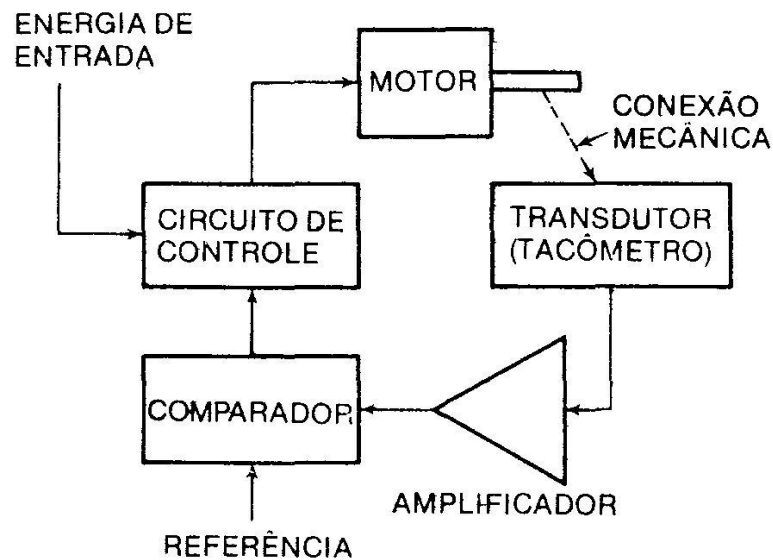 ENERGIA DE
ENTRADA
MOTOR
CONEXÃO
MECÂNICA
CIRCUITO DE
CONTROLE
TRANSDUTOR
(TACÔMETRO)
COMPARADOR
AMPLIFICADOR
REFERÊNCIA